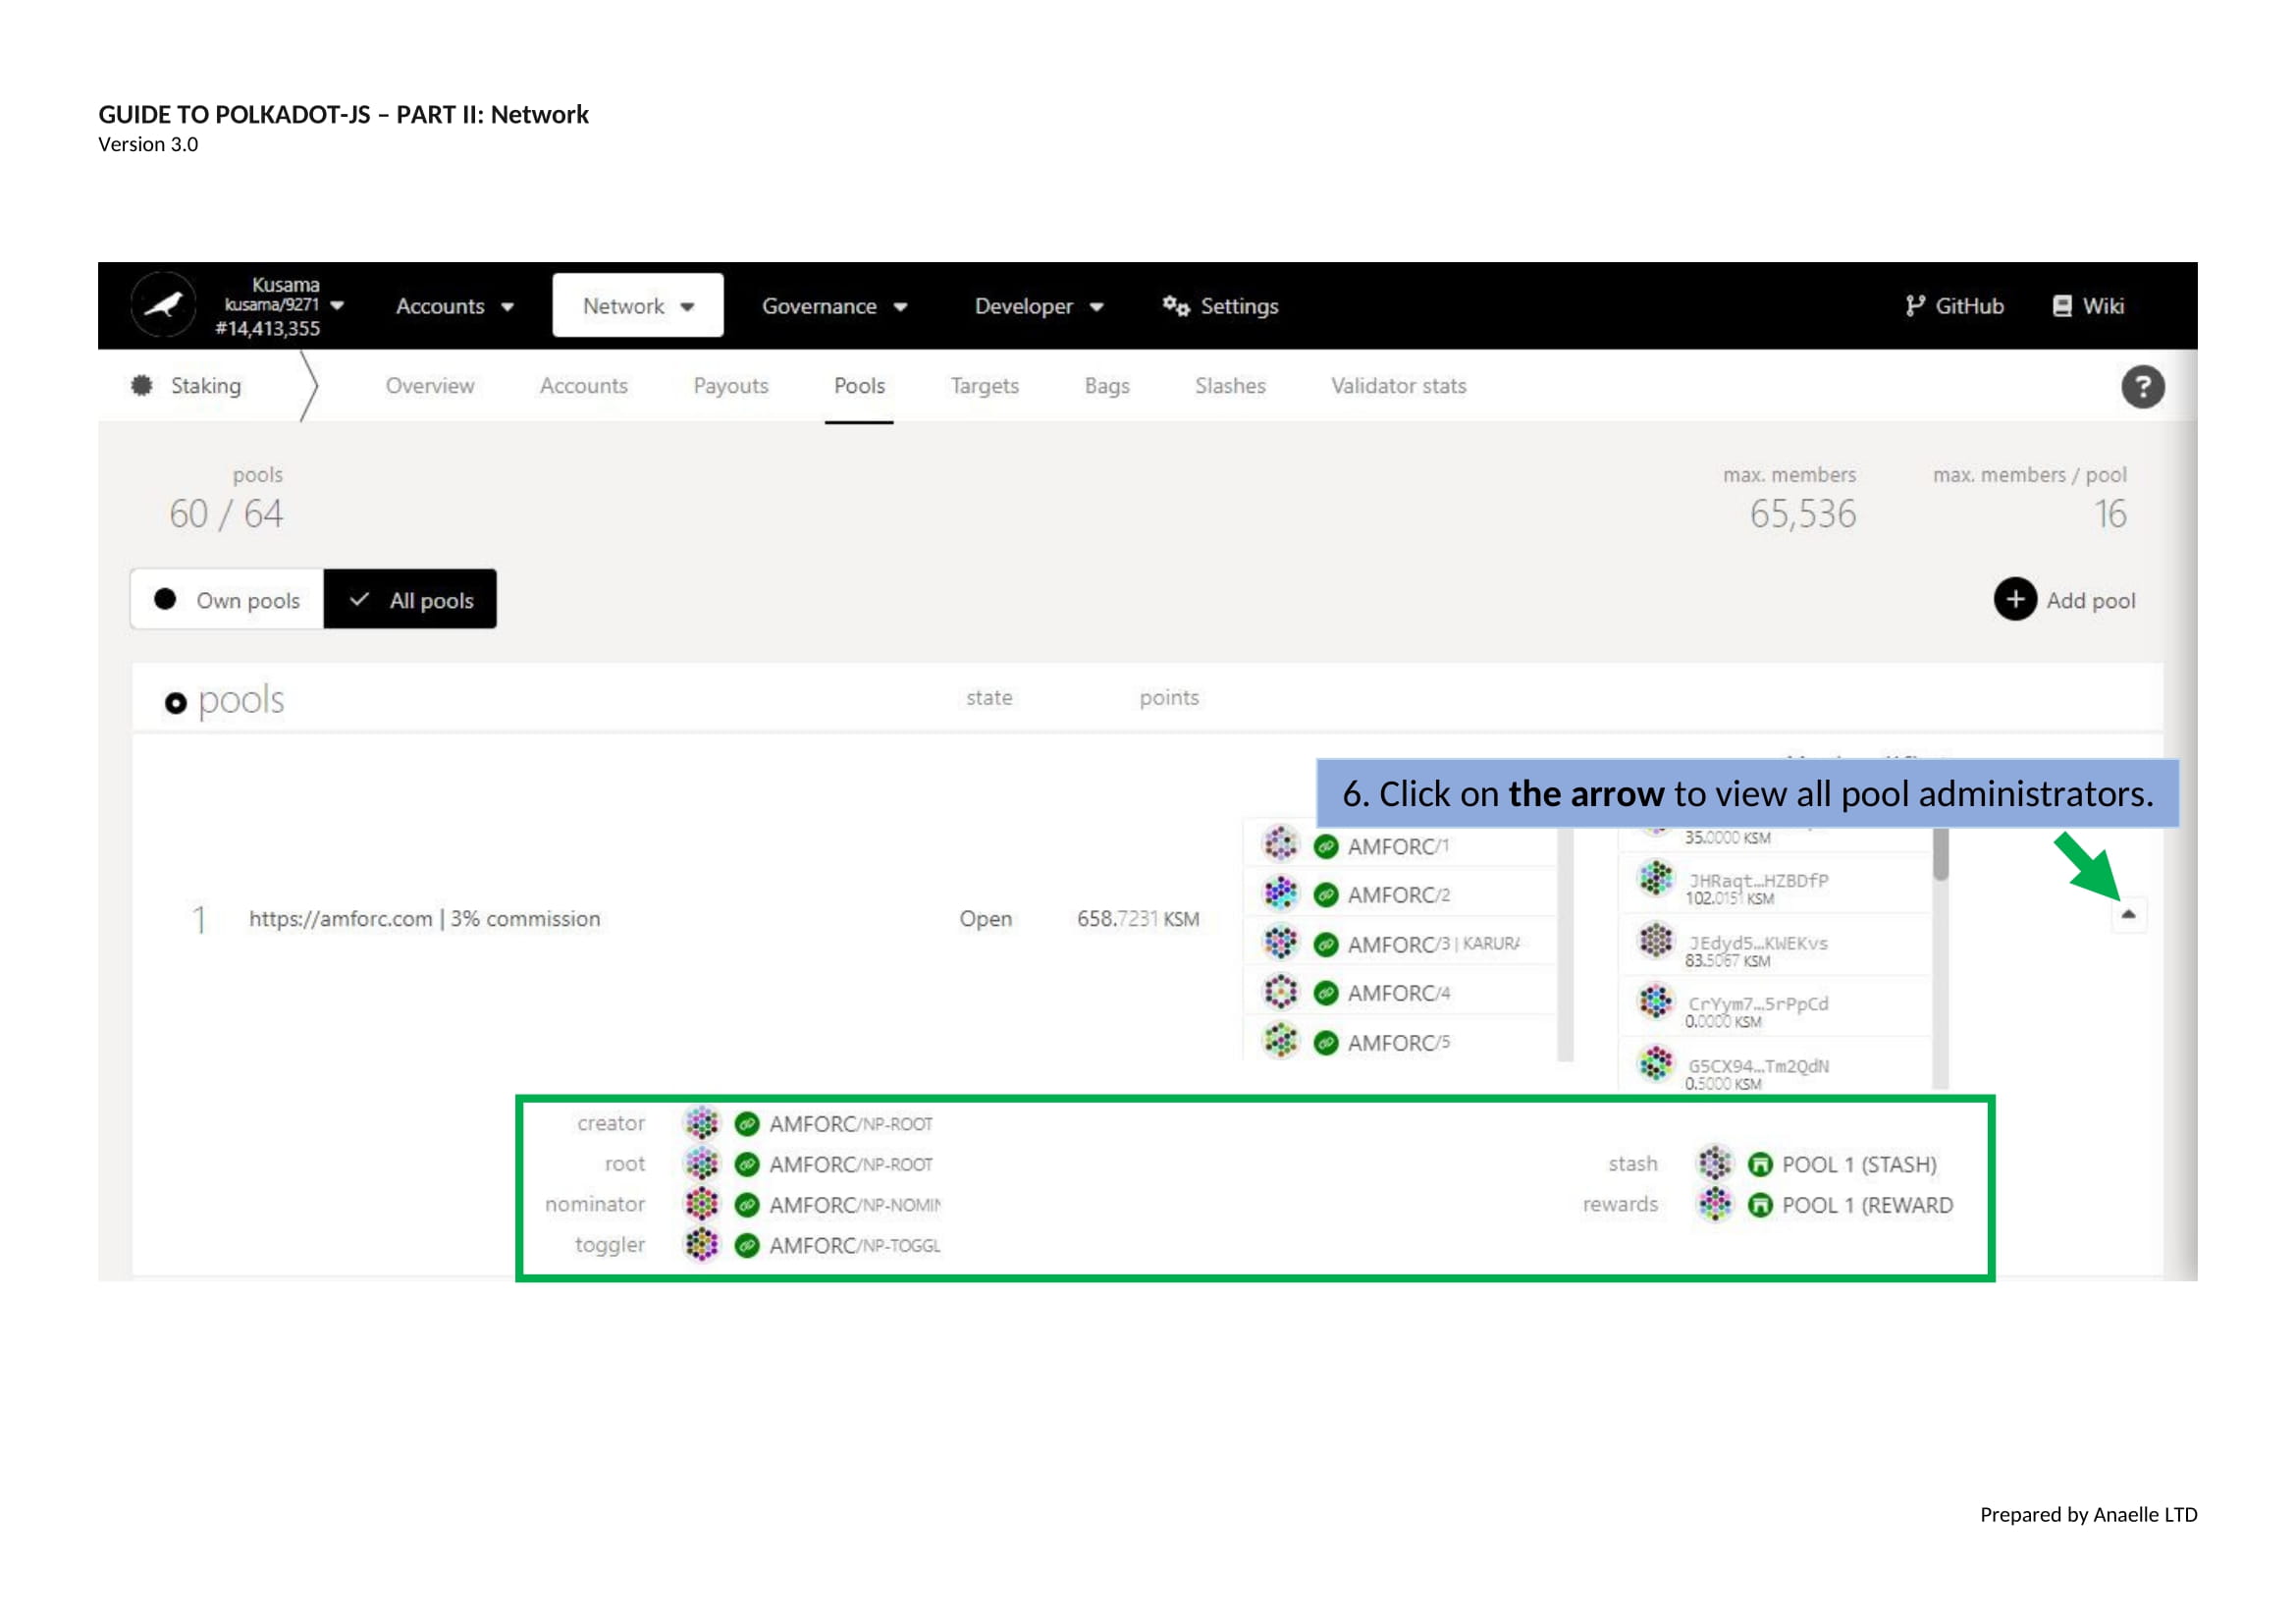 GUIDE TO POLKADOT-JS – PART II: Network
Version 3.0
Kusama
kusama/9271
#14,413,355
Accounts
Network
Governance
Developer
Settings
GitHub
Wiki
Staking
Overview
Accounts
Payouts
Pools
Targets
Bags
Slashes
Validator stats
?
pools
60 / 64
max. members
65,536
max. members / pool
16
Own pools
All pools
Add pool
pools
state
points
6. Click on the arrow to view all pool administrators.
1
https://amforc.com | 3% commission
Open
658.7231 KSM
AMFORC/1
AMFORC/2
AMFORC/3 | KARURA
AMFORC/4
AMFORC/5
35.0000 KSM
JHRaqt...HZBDfP
102.0151 KSM
JEdyd5...KWEKvs
83.5067 KSM
CrYym7...5rPpCd
0.0000 KSM
G5CX94...Tm2QdN
0.5000 KSM
creator AMFORC/NP-ROOT
root AMFORC/NP-ROOT
nominator AMFORC/NP-NOMIN
toggler AMFORC/NP-TOGGL
stash POOL 1 (STASH)
rewards POOL 1 (REWARD
Prepared by Anaelle LTD